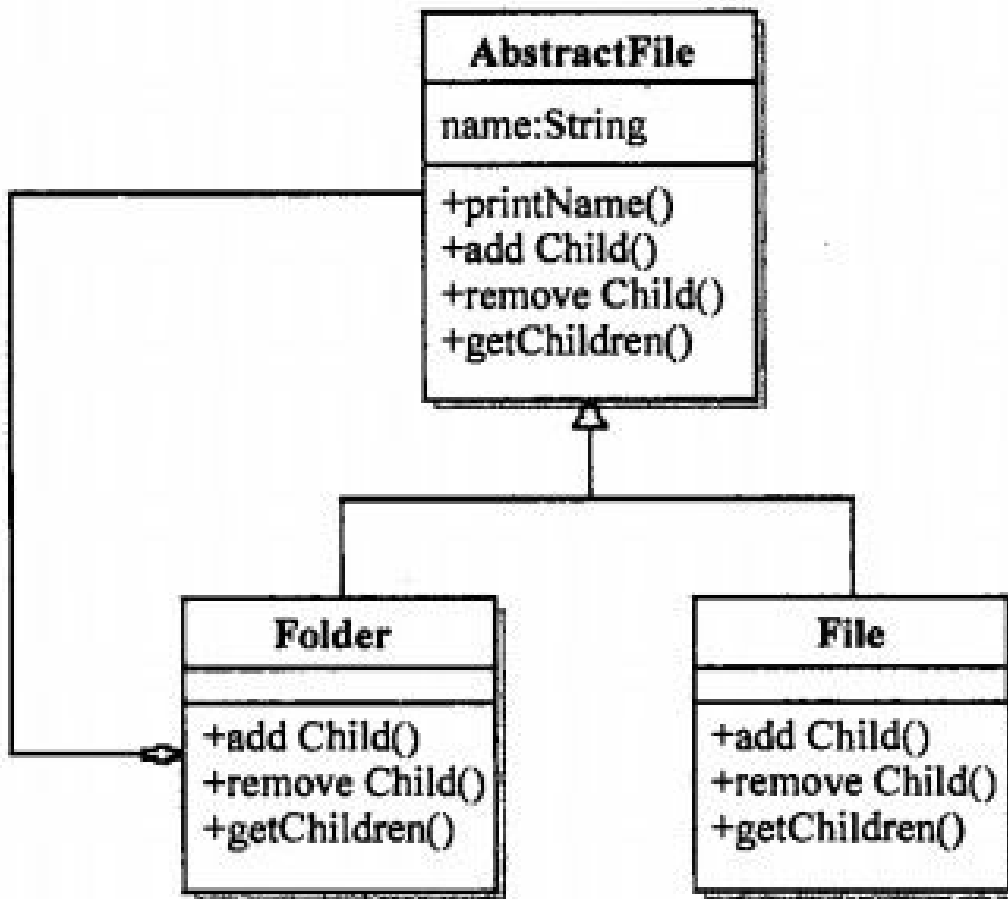 AbstractFile
name:String
+printName()
+add Child()
+remove Child()
+getChildren()
Folder
+add Child()
+remove Child()
+getChildren()
File
+add Child()
+remove Child()
+getChildren()